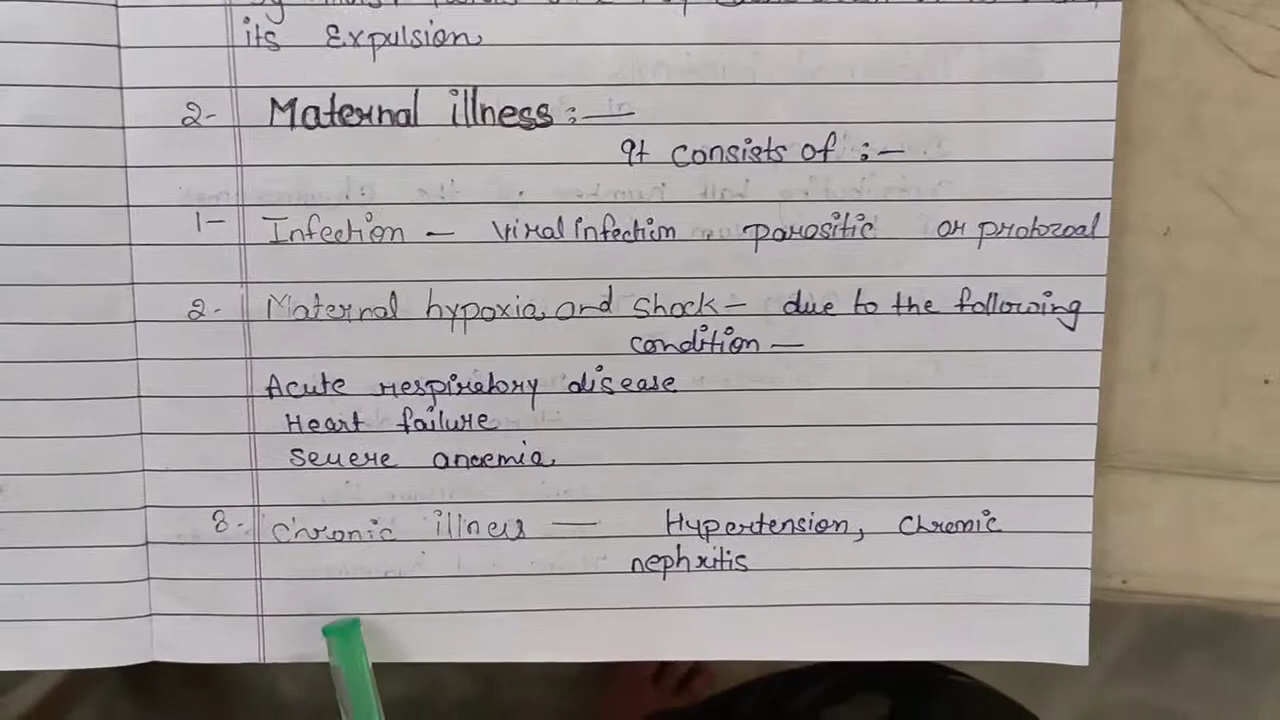 its Expulsion
2- Maternal illness :-
It consists of :-
1- Infection - viral infection, parasitic or protozoal
2- Maternal hypoxia and Shock - due to the following
condition -
Acute respiratory disease
Heart failure
Severe anaemia
3- Chronic illness - Hypertension, Chronic
nephritis